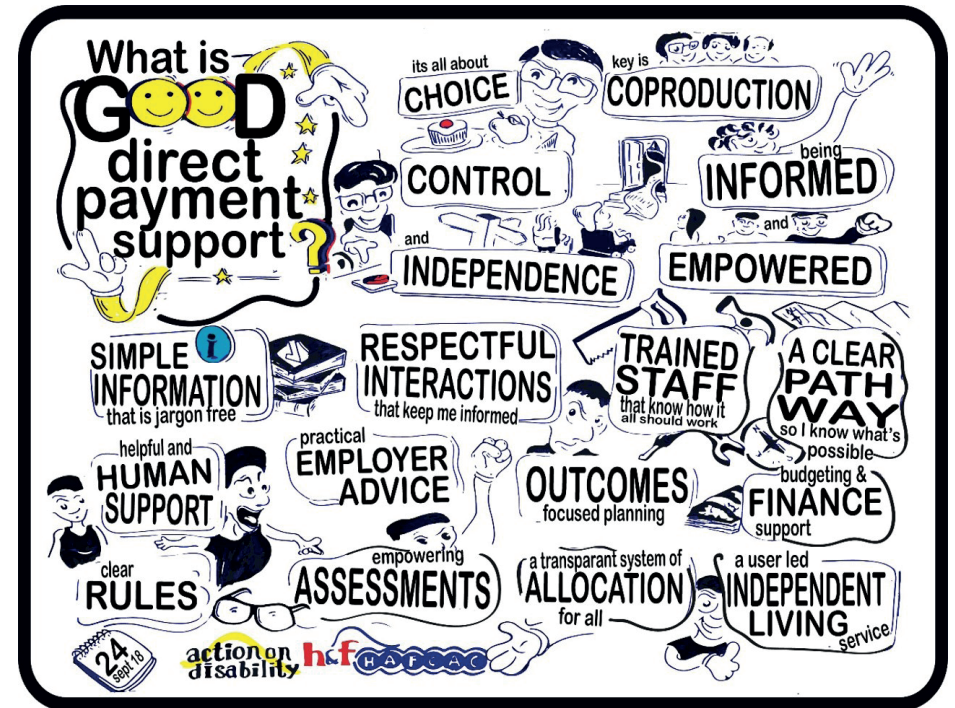 What is
GOOD
direct
payment
support?
its all about
CHOICE
CONTROL
and
INDEPENDENCE
key is
COPRODUCTION
being
INFORMED
and
EMPOWERED
SIMPLE i
INFORMATION
that is jargon free
RESPECTFUL
INTERACTIONS
that keep me informed
TRAINED
STAFF
that know how it
all should work
A CLEAR
PATH
WAY
so I know what's
possible
helpful and
HUMAN
SUPPORT
practical
EMPLOYER
ADVICE
OUTCOMES
focused planning
budgeting &
FINANCE
support
clear
RULES
empowering
ASSESSMENTS
a transparant system of
ALLOCATION
for all
a user led
INDEPENDENT
LIVING
service
24
sept 18
action on
disability
h&f
HAFCAC